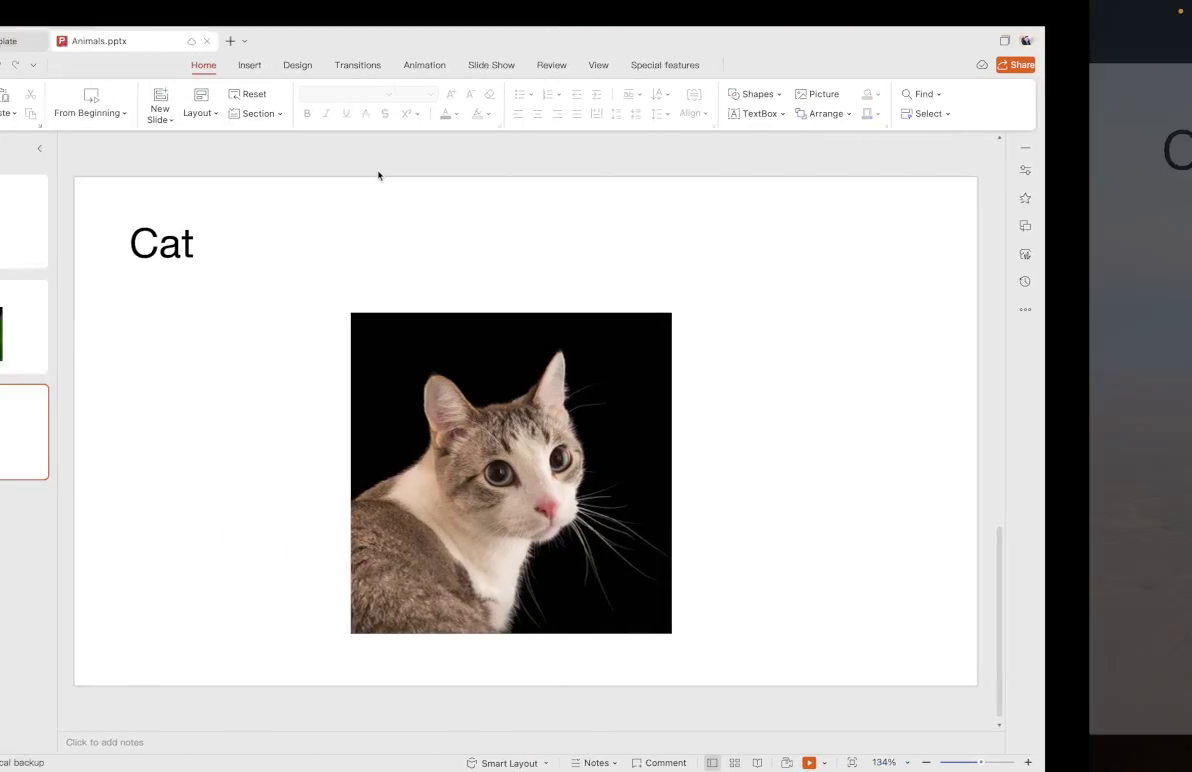 late
Animals.pptx
Home Insert Design Transitions Animation Slide Show Review View Special features Share
From Beginning New Slide Layout Reset Section B I U A S X² A Align Shapes TextBox Picture Arrange Find Select
Cat
Click to add notes
cal backup Smart Layout Notes Comment 134%